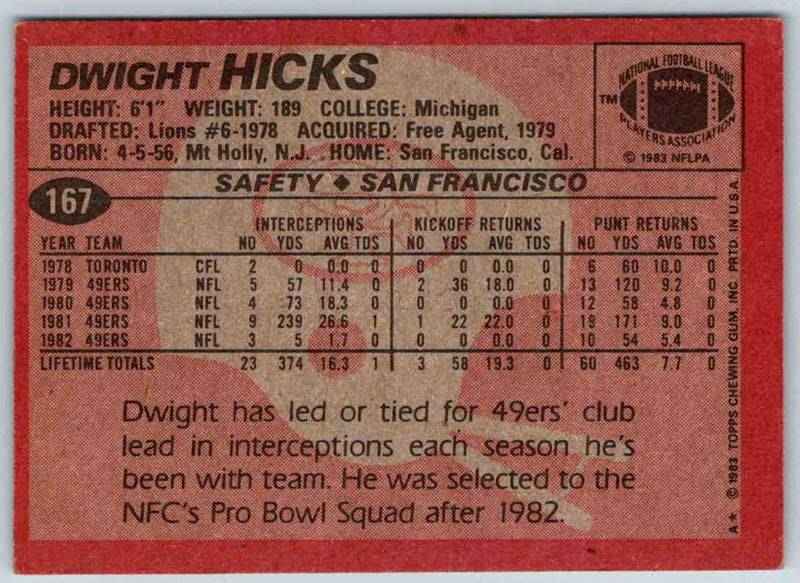 DWIGHT HICKS
HEIGHT: 6'1" WEIGHT: 189 COLLEGE: Michigan
DRAFTED: Lions #6-1978 ACQUIRED: Free Agent, 1979
BORN: 4-5-56, Mt Holly, N.J. HOME: San Francisco, Cal.
NATIONAL FOOTBALL LEAGUE
TM
PLAYERS ASSOCIATION
© 1983 NFLPA
167
SAFETY ◆ SAN FRANCISCO
INTERCEPTIONS KICKOFF RETURNS PUNT RETURNS
YEAR TEAM NO YDS AVG TDS NO YDS AVG TDS NO YDS AVG TDS
1978 TORONTO CFL 2 0 0.0 0 0 0 0.0 0 6 60 10.0 0
1979 49ERS NFL 5 57 11.4 0 2 36 18.0 0 13 120 9.2 0
1980 49ERS NFL 4 73 18.3 0 0 0 0.0 0 12 58 4.8 0
1981 49ERS NFL 9 239 26.6 1 1 22 22.0 0 19 171 9.0 0
1982 49ERS NFL 3 5 1.7 0 0 0 0.0 0 10 54 5.4 0
LIFETIME TOTALS 23 374 16.3 1 3 58 19.3 0 60 463 7.7 0
Dwight has led or tied for 49ers' club
lead in interceptions each season he's
been with team. He was selected to the
NFC's Pro Bowl Squad after 1982.
A★ © 1983 TOPPS CHEWING GUM, INC. PRTD. IN U.S.A.